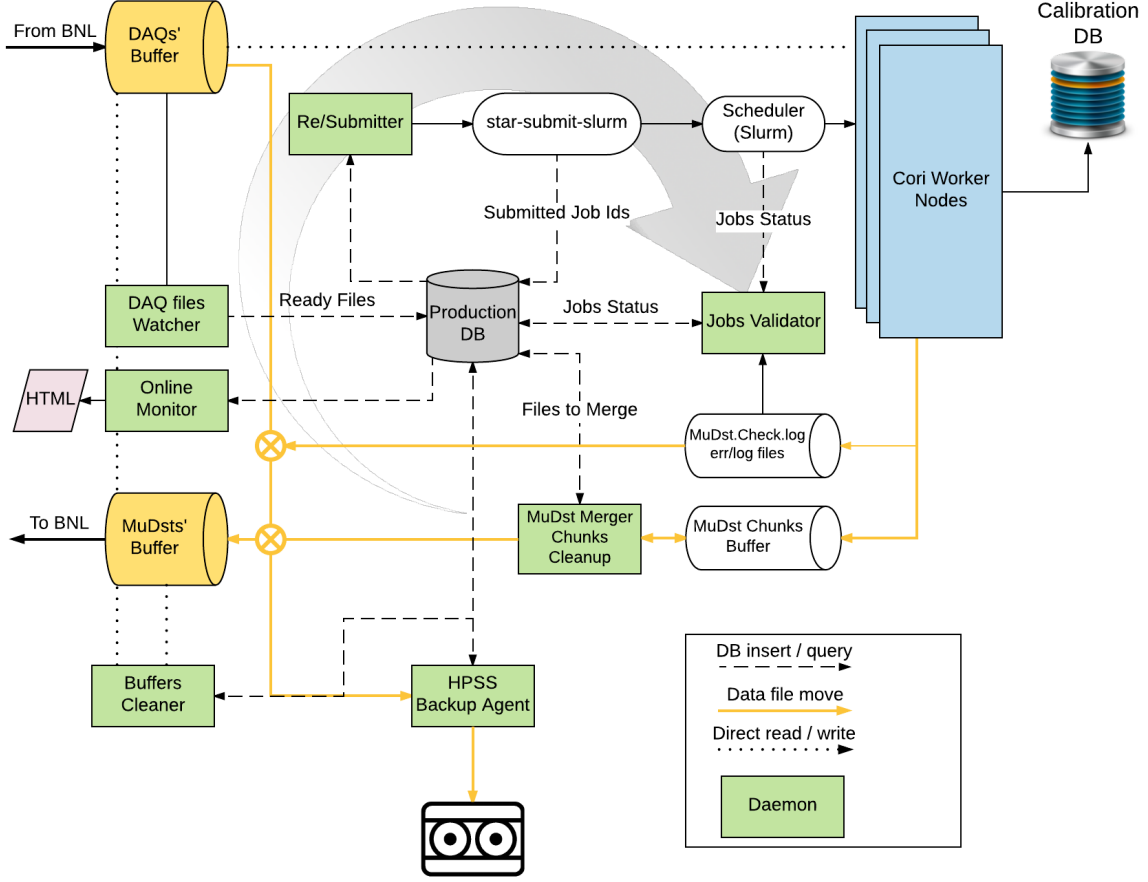 From BNL
DAQs'
Buffer
Calibration
DB
Re/Submitter
star-submit-slurm
Scheduler
(Slurm)
Cori Worker
Nodes
Submitted Job Ids
Jobs Status
DAQ files
Watcher
Ready Files
Production
DB
Jobs Status
Jobs Validator
HTML
Online
Monitor
Files to Merge
MuDst.Check.log
err/log files
To BNL
MuDsts'
Buffer
MuDst Merger
Chunks
Cleanup
MuDst Chunks
Buffer
Buffers
Cleaner
HPSS
Backup Agent
DB insert / query
Data file move
Direct read / write
Daemon